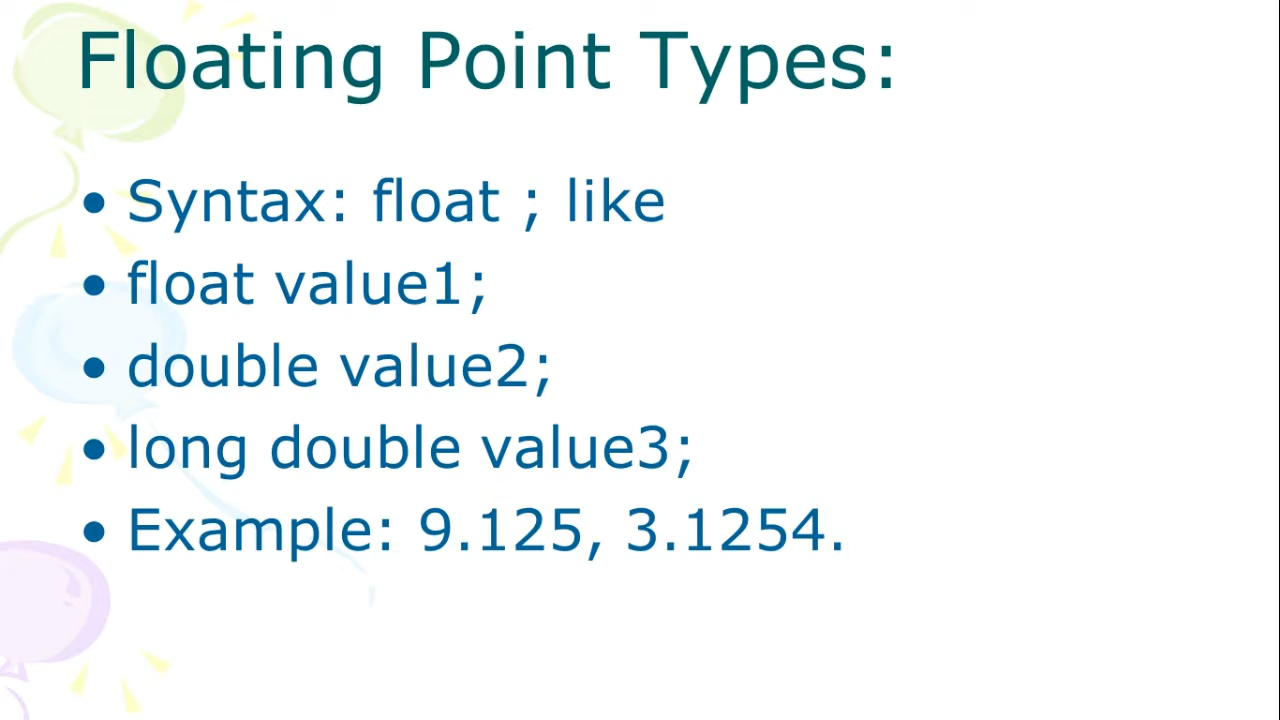 Floating Point Types:
• Syntax: float ; like
• float value1;
• double value2;
• long double value3;
• Example: 9.125, 3.1254.